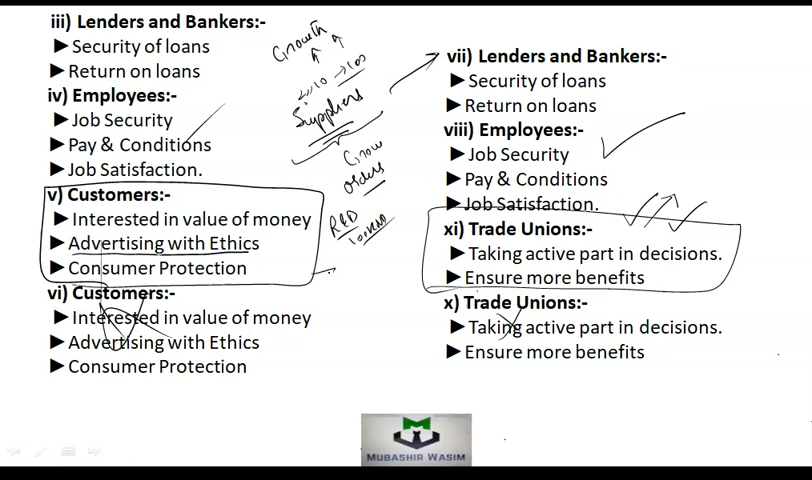 iii) Lenders and Bankers:-
►Security of loans
►Return on loans
iv) Employees:-
►Job Security
►Pay & Conditions
►Job Satisfaction.
v) Customers:-
►Interested in value of money
►Advertising with Ethics
►Consumer Protection
vi) Customers:-
►Interested in value of money
►Advertising with Ethics
►Consumer Protection
Growth
10 → 100
Suppliers
Grow
orders
R&D
vii) Lenders and Bankers:-
►Security of loans
►Return on loans
viii) Employees:-
►Job Security
►Pay & Conditions
►Job Satisfaction.
xi) Trade Unions:-
►Taking active part in decisions.
►Ensure more benefits
x) Trade Unions:-
►Taking active part in decisions.
►Ensure more benefits
MUBASHIR WASIM